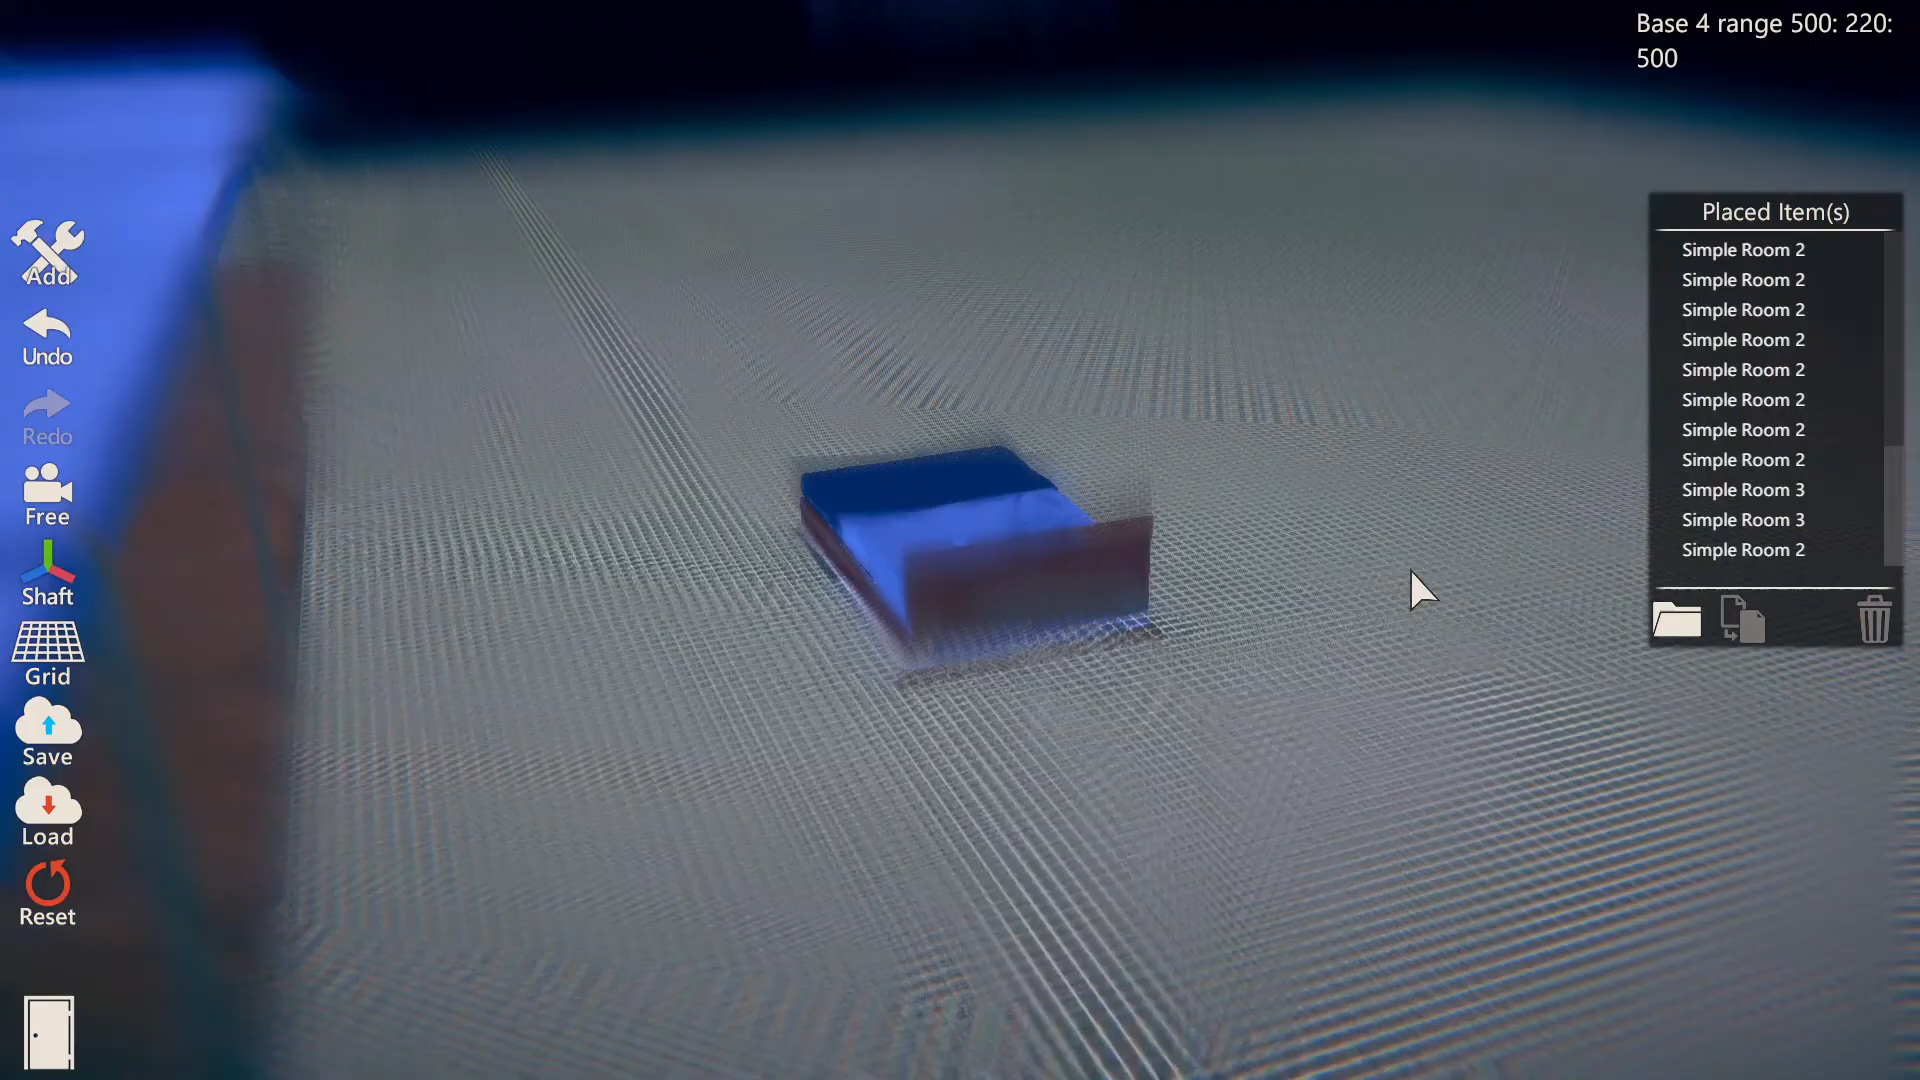 Base 4 range 500: 220:
500
Add
Undo
Redo
Free
Shaft
Grid
Save
Load
Reset
Placed Item(s)
Simple Room 2
Simple Room 2
Simple Room 2
Simple Room 2
Simple Room 2
Simple Room 2
Simple Room 2
Simple Room 2
Simple Room 3
Simple Room 3
Simple Room 2